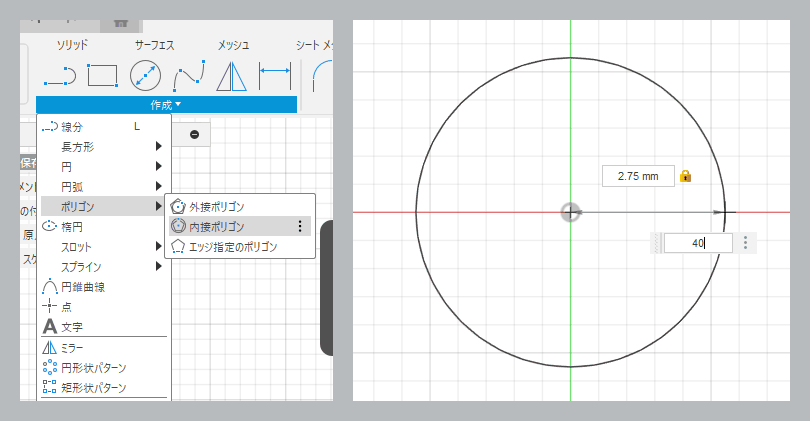 ソリッド
サーフェス
メッシュ
シート メッ
作成
線分 L
長方形
円
円弧
ポリゴン
外接ポリゴン
内接ポリゴン
エッジ指定のポリゴン
楕円
スロット
スプライン
円錐曲線
点
文字
ミラー
円形状パターン
矩形状パターン
保存
の付
スケ
2.75 mm
40